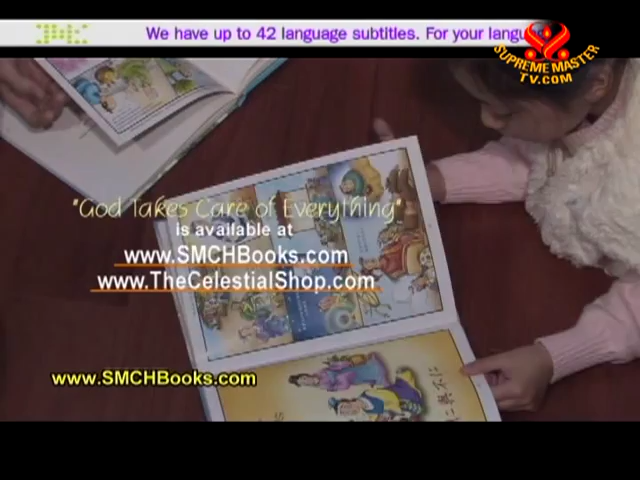 We have up to 42 language subtitles. For your langu
SUPREME MASTER
TV.COM
"God Takes Care of Everything"
is available at
www.SMCHBooks.com
www.TheCelestialShop.com
www.SMCHBooks.com